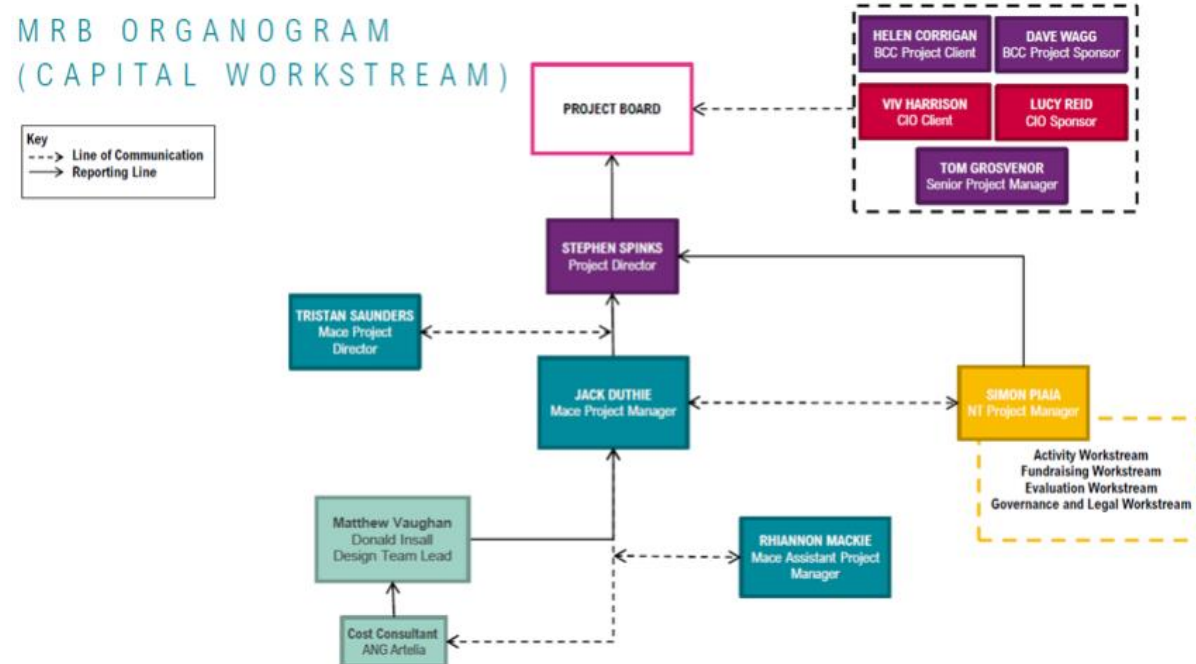 MRB ORGANOGRAM
(CAPITAL WORKSTREAM)
Key
Line of Communication
Reporting Line
PROJECT BOARD
HELEN CORRIGAN
BCC Project Client
DAVE WAGG
BCC Project Sponsor
VIV HARRISON
CIO Client
LUCY REID
CIO Sponsor
TOM GROSVENOR
Senior Project Manager
STEPHEN SPINKS
Project Director
TRISTAN SAUNDERS
Mace Project
Director
JACK DUTHIE
Mace Project Manager
SIMON PIAIA
NT Project Manager
Activity Workstream
Fundraising Workstream
Evaluation Workstream
Governance and Legal Workstream
Matthew Vaughan
Donald Insall
Design Team Lead
RHIANNON MACKIE
Mace Assistant Project
Manager
Cost Consultant
ANG Artelia